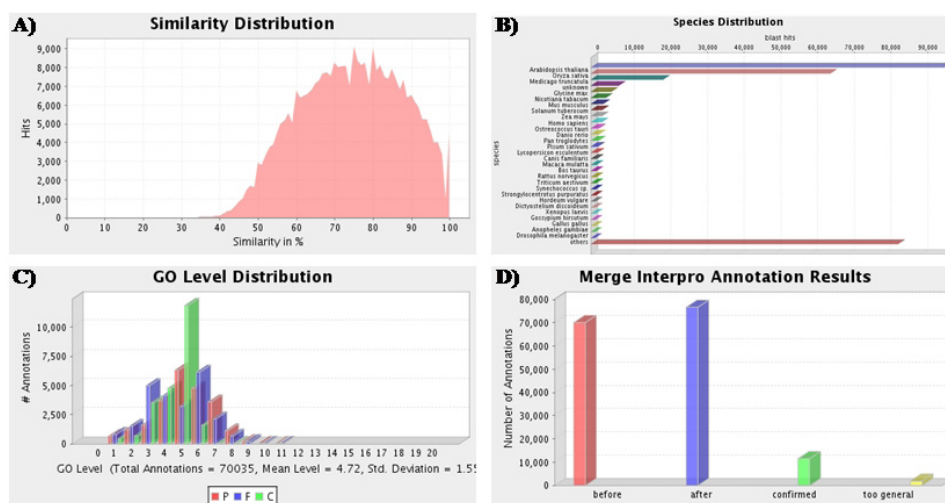 A)
Similarity Distribution
9,000
8,000
7,000
6,000
5,000
4,000
3,000
2,000
1,000
0
Hits
0 10 20 30 40 50 60 70 80 90 100
Similarity in %
B)
Species Distribution
blast hits
0 10,000 20,000 30,000 40,000 50,000 60,000 70,000 80,000 90,000
species
Arabidopsis thaliana
Oryza sativa
Medicago truncatula
unknown
Glycine max
Nicotiana tabacum
Mus musculus
Solanum tuberosum
Zea mays
Homo sapiens
Ostreococcus tauri
Danio rerio
Pan troglodytes
Pisum sativum
Lycopersicon esculentum
Canis familiaris
Macaca mulatta
Bos taurus
Rattus norvegicus
Triticum aestivum
Synechococcus sp.
Strongylocentrotus purpuratus
Hordeum vulgare
Dictyostelium discoideum
Xenopus laevis
Gossypium hirsutum
Gallus gallus
Anopheles gambiae
Drosophila melanogaster
others
C)
GO Level Distribution
10,000
7,500
5,000
2,500
0
# Annotations
0 1 2 3 4 5 6 7 8 9 10 11 12 13 14 15 16 17 18 19 20
GO Level (Total Annotations = 70035, Mean Level = 4.72, Std. Deviation = 1.55
P F C
D)
Merge Interpro Annotation Results
80,000
70,000
60,000
50,000
40,000
30,000
20,000
10,000
0
Number of Annotations
before after confirmed too general